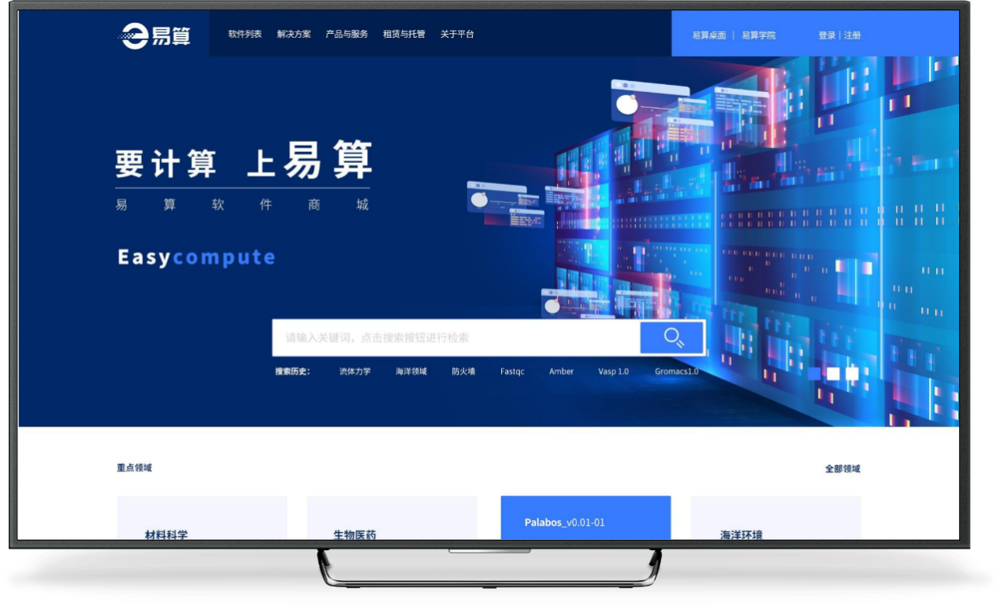 易算 软件列表 解决方案 产品与服务 租赁与托管 关于平台 易算桌面 | 易算学院 登录 | 注册
要计算 上易算
易算软件商城
Easycompute
请输入关键词，点击搜索按钮进行检索
搜索历史： 流体力学 海洋领域 防火墙 Fastqc Amber Vasp 1.0 Gromacs1.0
重点领域 全部领域
Palabos_v0.01-01
材料科学 生物医药 海洋环境